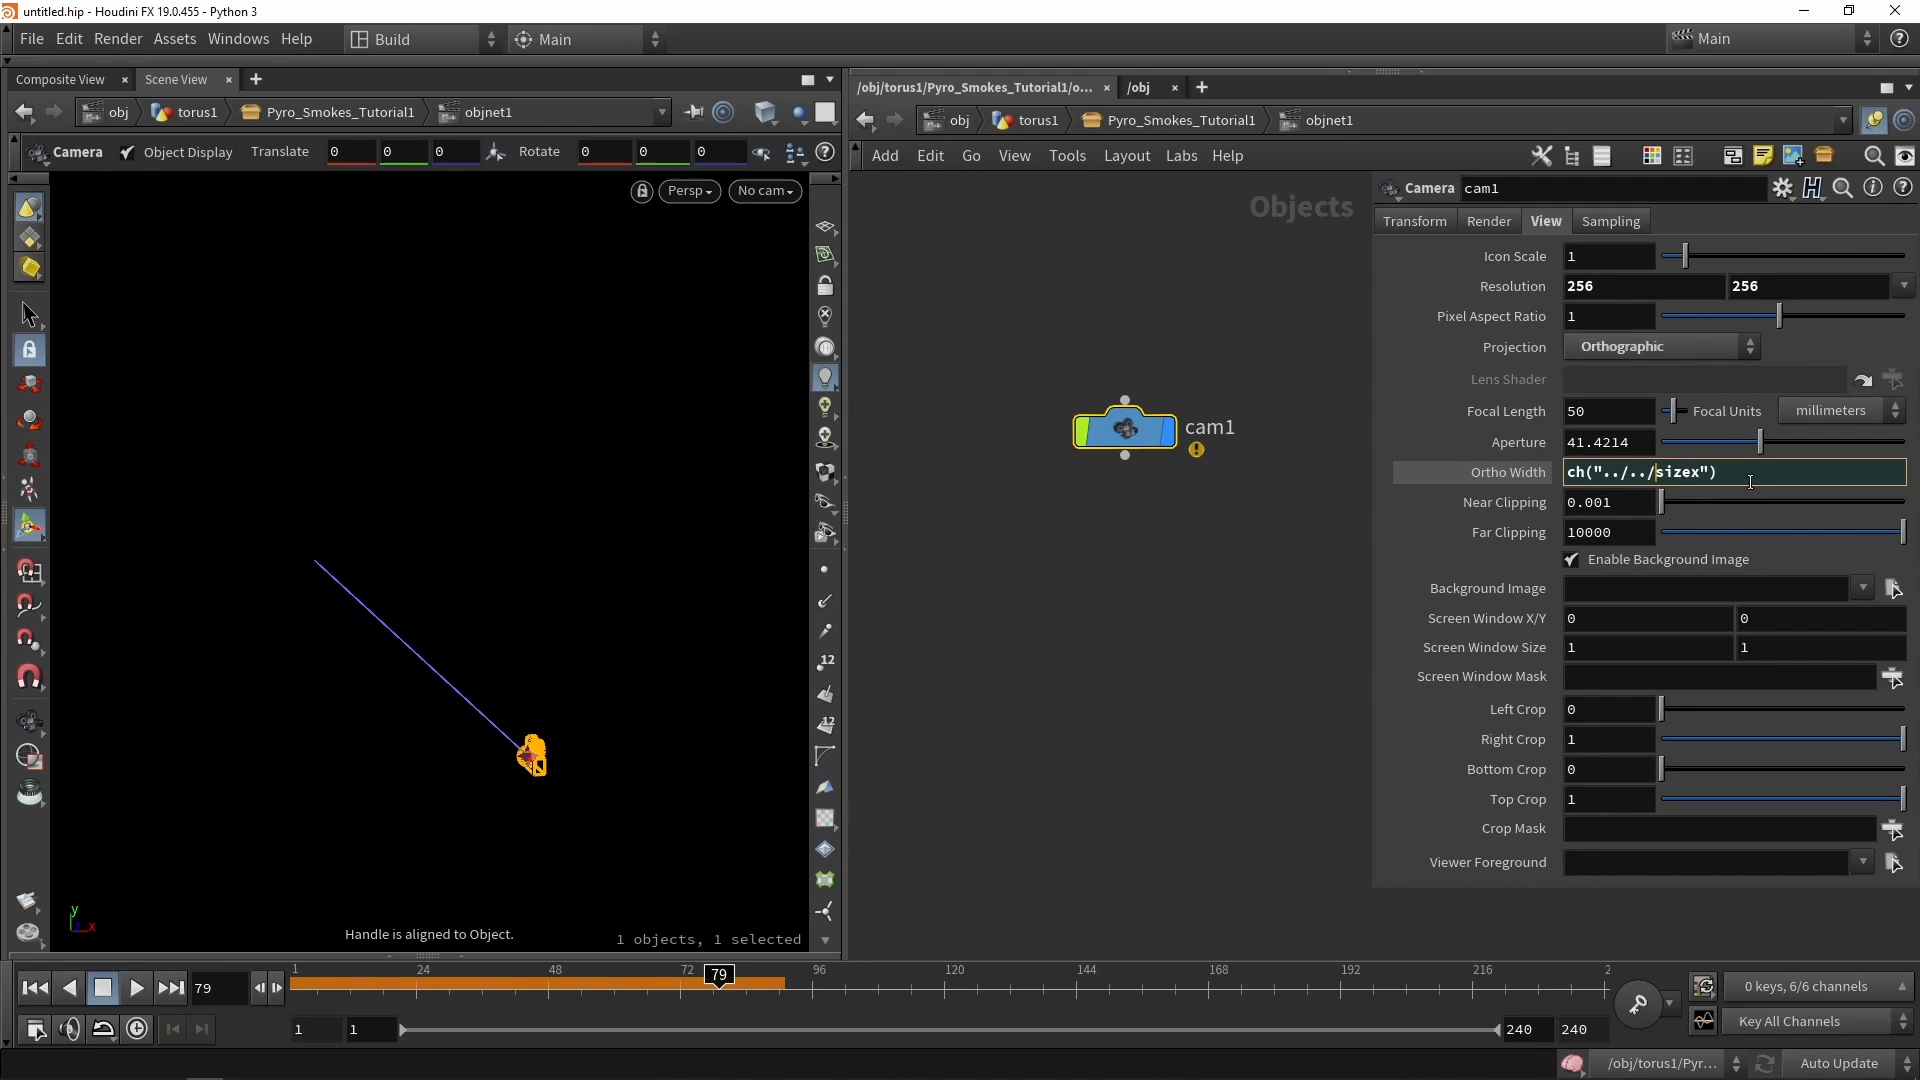 untitled.hip - Houdini FX 19.0.455 - Python 3
File Edit Render Assets Windows Help
Build
Main
Main
Composite View
Scene View
obj
torus1
Pyro_Smokes_Tutorial1
objnet1
Camera
Object Display
Translate
0
0
0
Rotate
0
0
0
Persp
No cam
12
12
y
z x
Handle is aligned to Object.
1 objects, 1 selected
/obj/torus1/Pyro_Smokes_Tutorial1/o...
/obj
obj
torus1
Pyro_Smokes_Tutorial1
objnet1
Add Edit Go View Tools Layout Labs Help
Objects
cam1
Camera
cam1
Transform
Render
View
Sampling
Icon Scale 1
Resolution 256 256
Pixel Aspect Ratio 1
Projection Orthographic
Lens Shader
Focal Length 50 Focal Units millimeters
Aperture 41.4214
Ortho Width ch("../../sizex")
Near Clipping 0.001
Far Clipping 10000
Enable Background Image
Background Image
Screen Window X/Y 0 0
Screen Window Size 1 1
Screen Window Mask
Left Crop 0
Right Crop 1
Bottom Crop 0
Top Crop 1
Crop Mask
Viewer Foreground
79
1 24 48 72 79 96 120 144 168 192 216 2
0 keys, 6/6 channels
1 1 240 240
Key All Channels
/obj/torus1/Pyr...
Auto Update